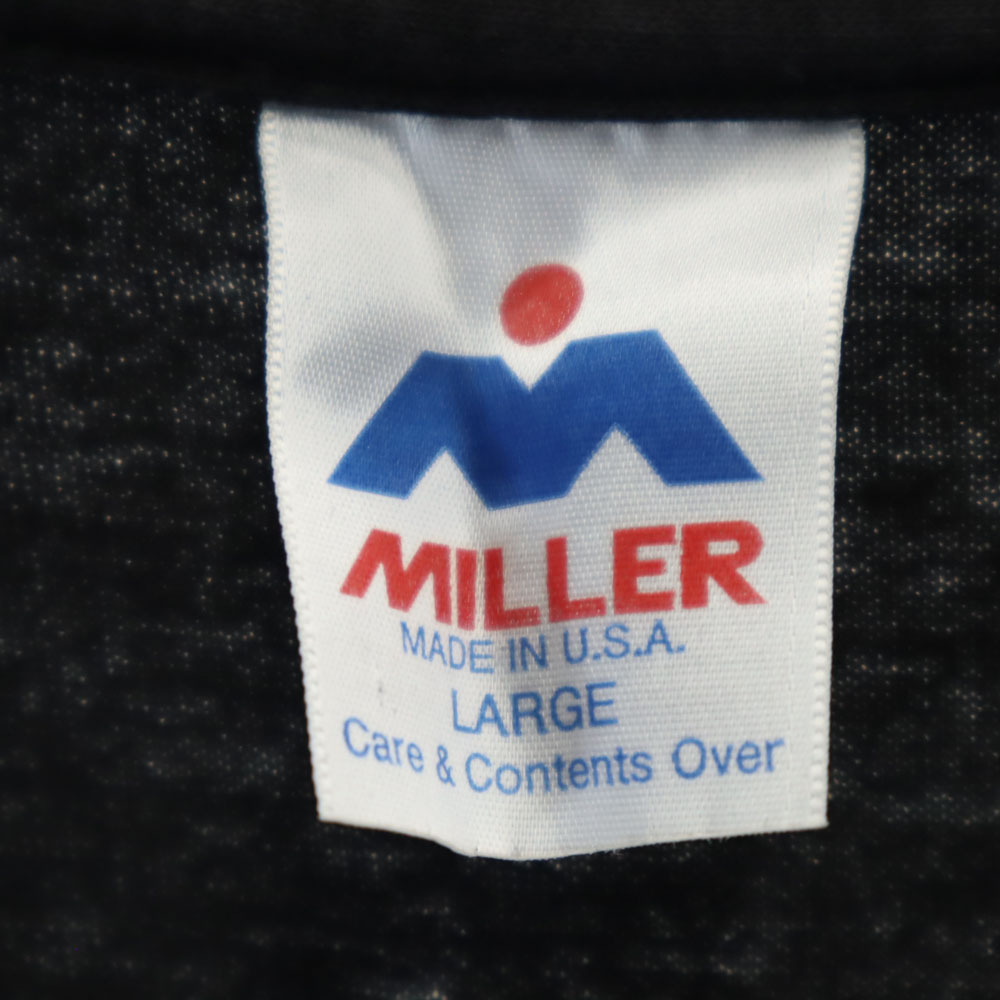 MILLER
MADE IN U.S.A.
LARGE
Care & Contents Over